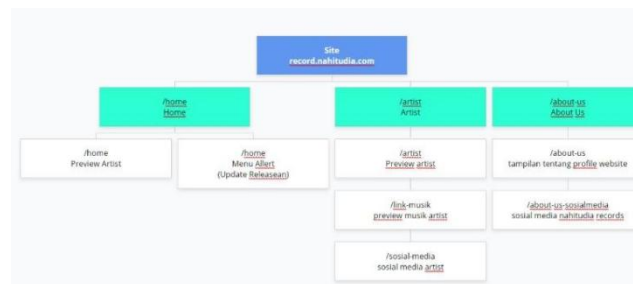 Site
record.nahitudia.com
/home
Home
/artist
Artist
/about-us
About Us
/home
Preview Artist
/home
Menu Allert
(Update Releasean)
/artist
Preview artist
/about-us
tampilan tentang profile website
/link-musik
preview musik artist
/about-us-sosialmedia
sosial media nahitudia records
/sosial-media
sosial media artist